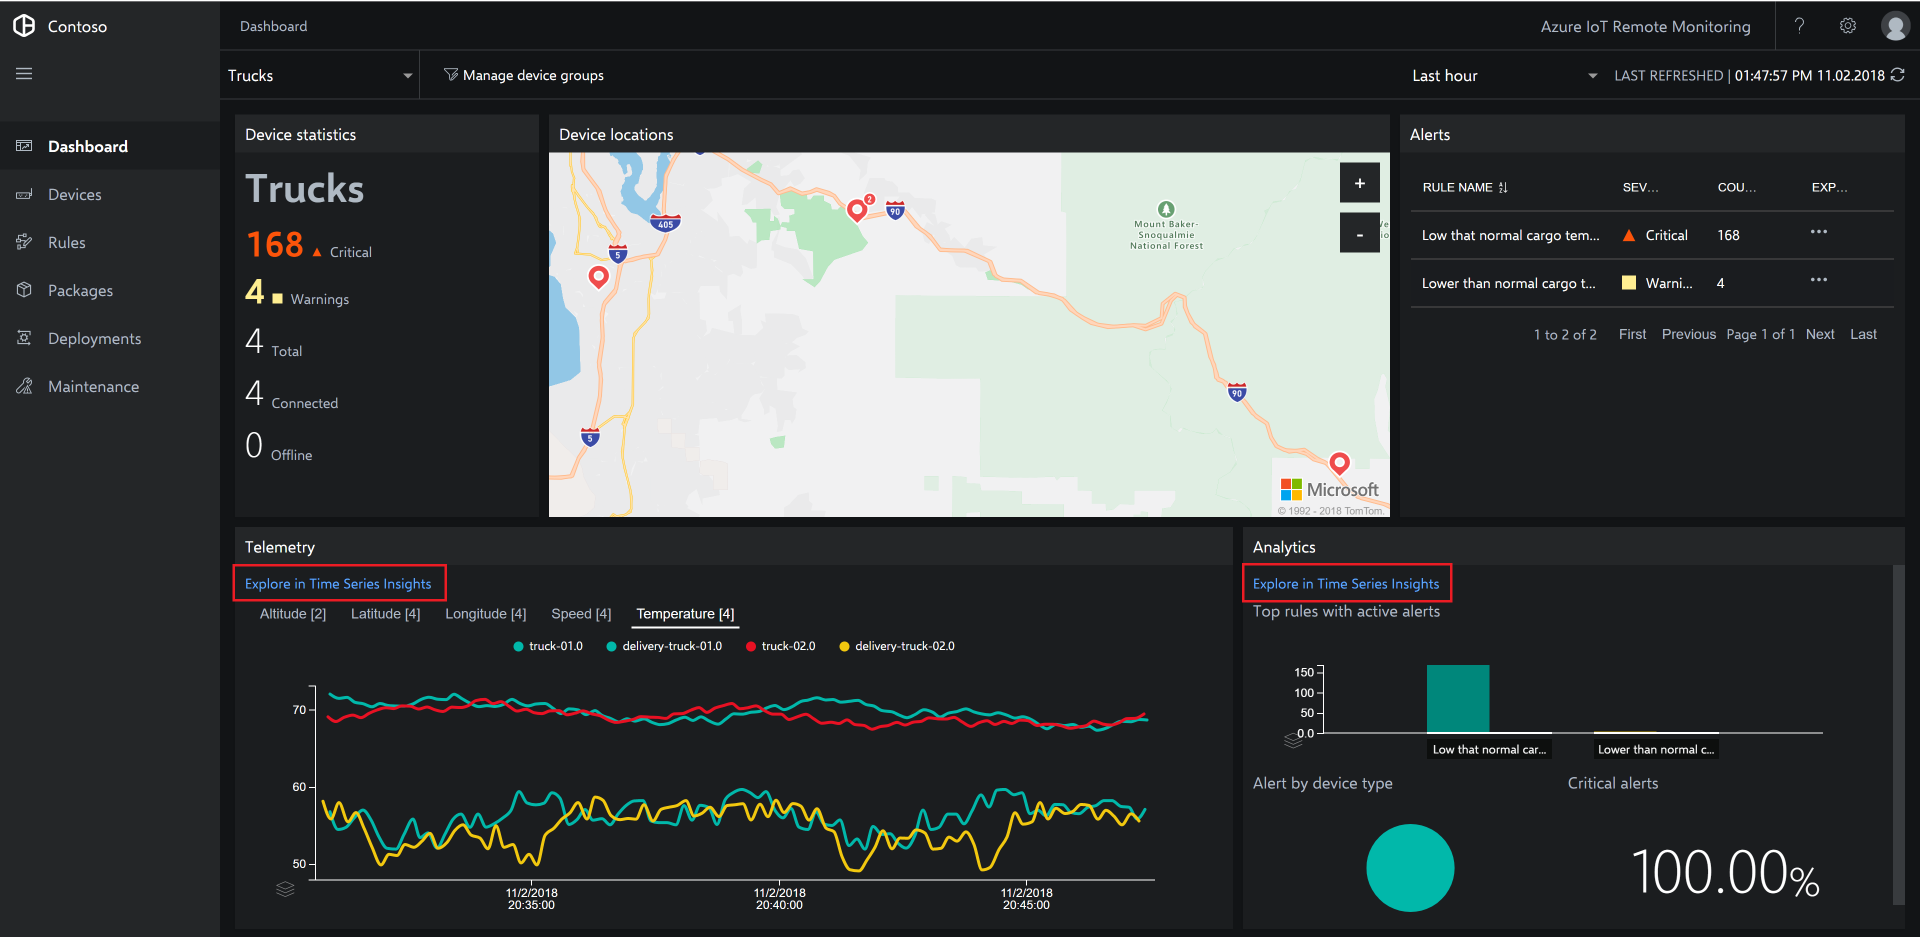 Contoso
Dashboard
Azure IoT Remote Monitoring
?
Trucks
Manage device groups
Last hour
LAST REFRESHED | 01:47:57 PM 11.02.2018
Dashboard
Devices
Rules
Packages
Deployments
Maintenance
Device statistics
Trucks
168 Critical
4 Warnings
4 Total
4 Connected
0 Offline
Device locations
405
90
5
Mount Baker-
Snoqualmie
National Forest
+
-
2
90
5
Microsoft
© 1992 - 2018 TomTom.
Alerts
RULE NAME SEV... COU... EXP...
Low that normal cargo tem... Critical 168 ...
Lower than normal cargo t... Warni... 4 ...
1 to 2 of 2 First Previous Page 1 of 1 Next Last
Telemetry
Explore in Time Series Insights
Altitude [2] Latitude [4] Longitude [4] Speed [4] Temperature [4]
truck-01.0 delivery-truck-01.0 truck-02.0 delivery-truck-02.0
70
60
50
11/2/2018 11/2/2018 11/2/2018
20:35:00 20:40:00 20:45:00
Analytics
Explore in Time Series Insights
Top rules with active alerts
150
100
50
0.0
Low that normal car... Lower than normal c...
Alert by device type
Critical alerts
100.00%